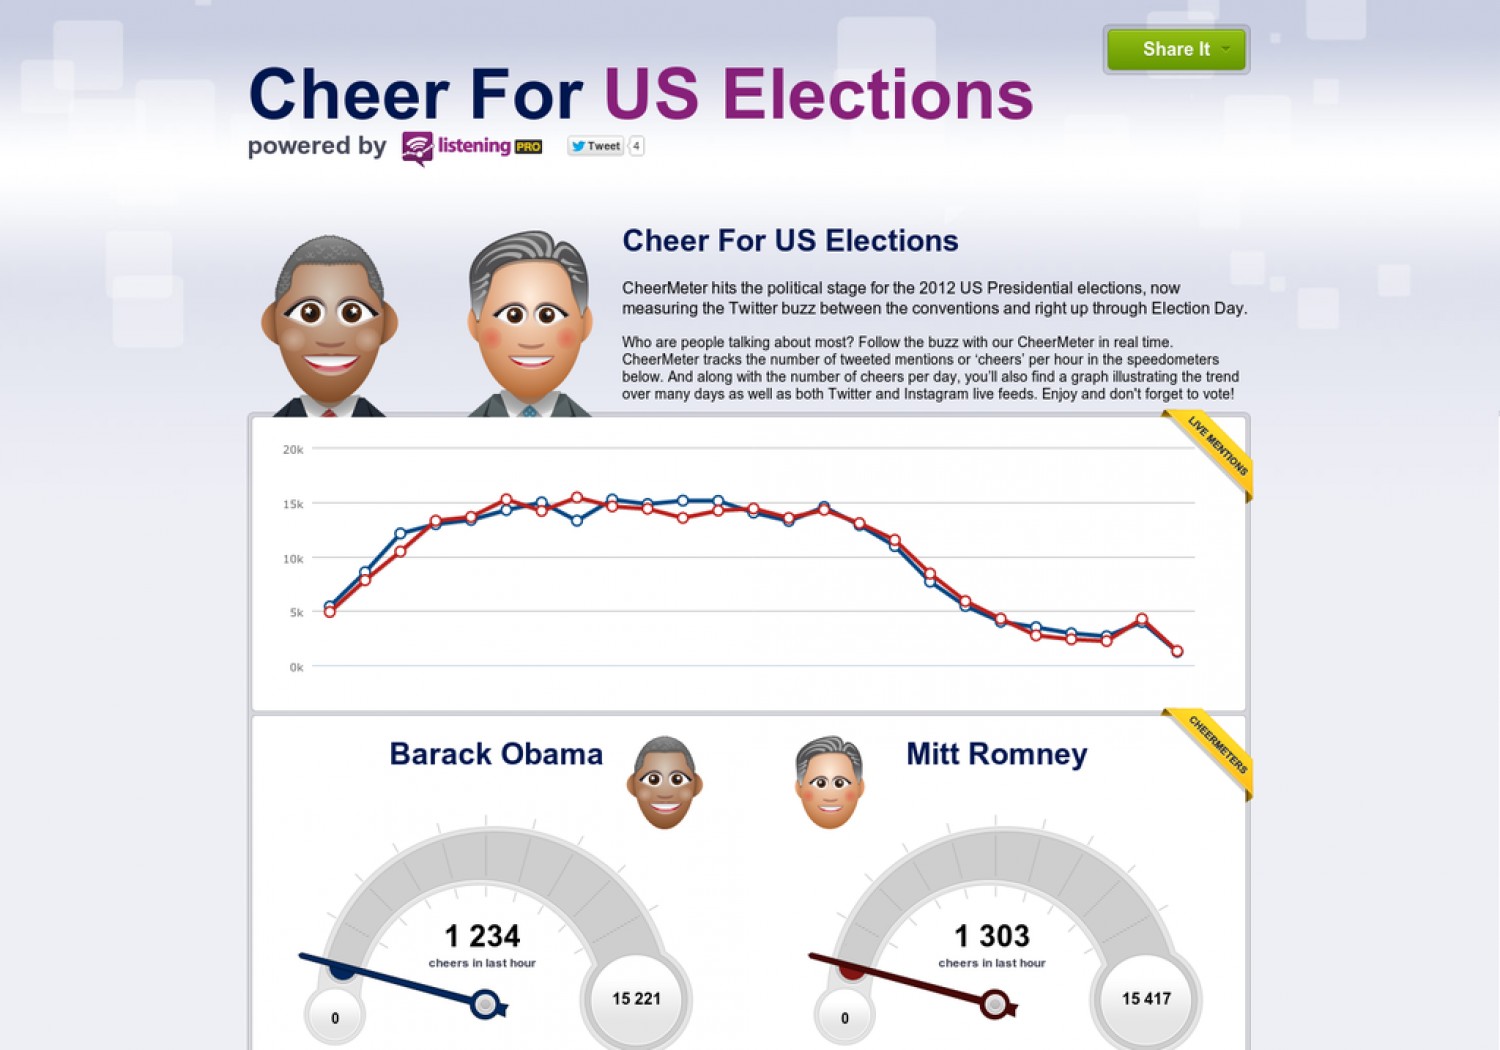 Share It
Cheer For US Elections
powered by listening PRO Tweet 4
Cheer For US Elections
CheerMeter hits the political stage for the 2012 US Presidential elections, now
measuring the Twitter buzz between the conventions and right up through Election Day.
Who are people talking about most? Follow the buzz with our CheerMeter in real time.
CheerMeter tracks the number of tweeted mentions or ‘cheers’ per hour in the speedometers
below. And along with the number of cheers per day, you'll also find a graph illustrating the trend
over many days as well as both Twitter and Instagram live feeds. Enjoy and don't forget to vote!
LIVE MENTIONS
20k
15k
10k
5k
0k
CHEERMETERS
Barack Obama
Mitt Romney
1 234
cheers in last hour
0
15 221
1 303
cheers in last hour
0
15 417